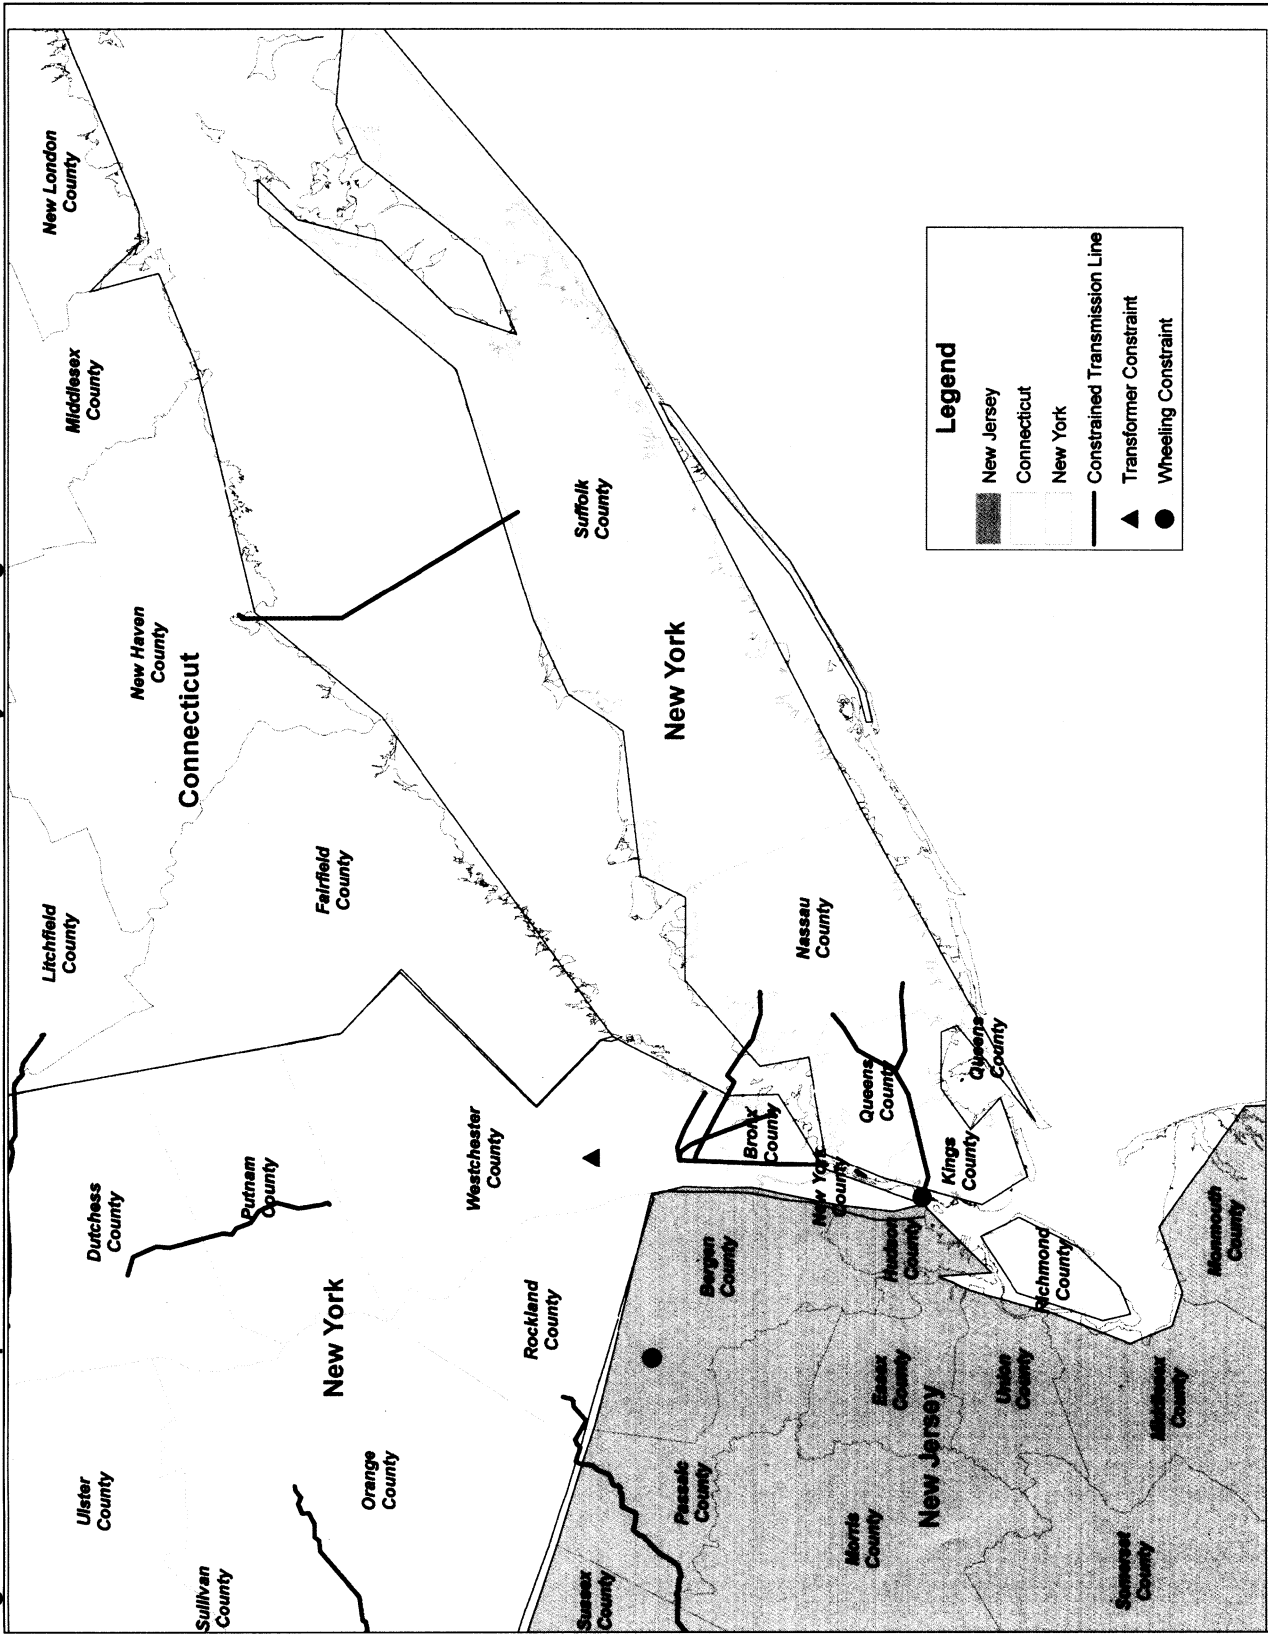 New London
County
Middlesex
County
New Haven
County
Connecticut
Litchfield
County
Fairfield
County
Suffolk
County
New York
Nassau
County
Dutchess
County
Putnam
County
Westchester
County
Bronx
County
Queens
County
Queens
County
Kings
County
New York
County
Richmond
County
Ulster
County
Sullivan
County
Orange
County
New York
Rockland
County
Bergen
County
Hudson
County
Essex
County
Union
County
Passaic
County
Morris
County
New Jersey
Sussex
County
Somerset
County
Middlesex
County
Monmouth
County
Legend
New Jersey
Connecticut
New York
Constrained Transmission Line
Transformer Constraint
Wheeling Constraint